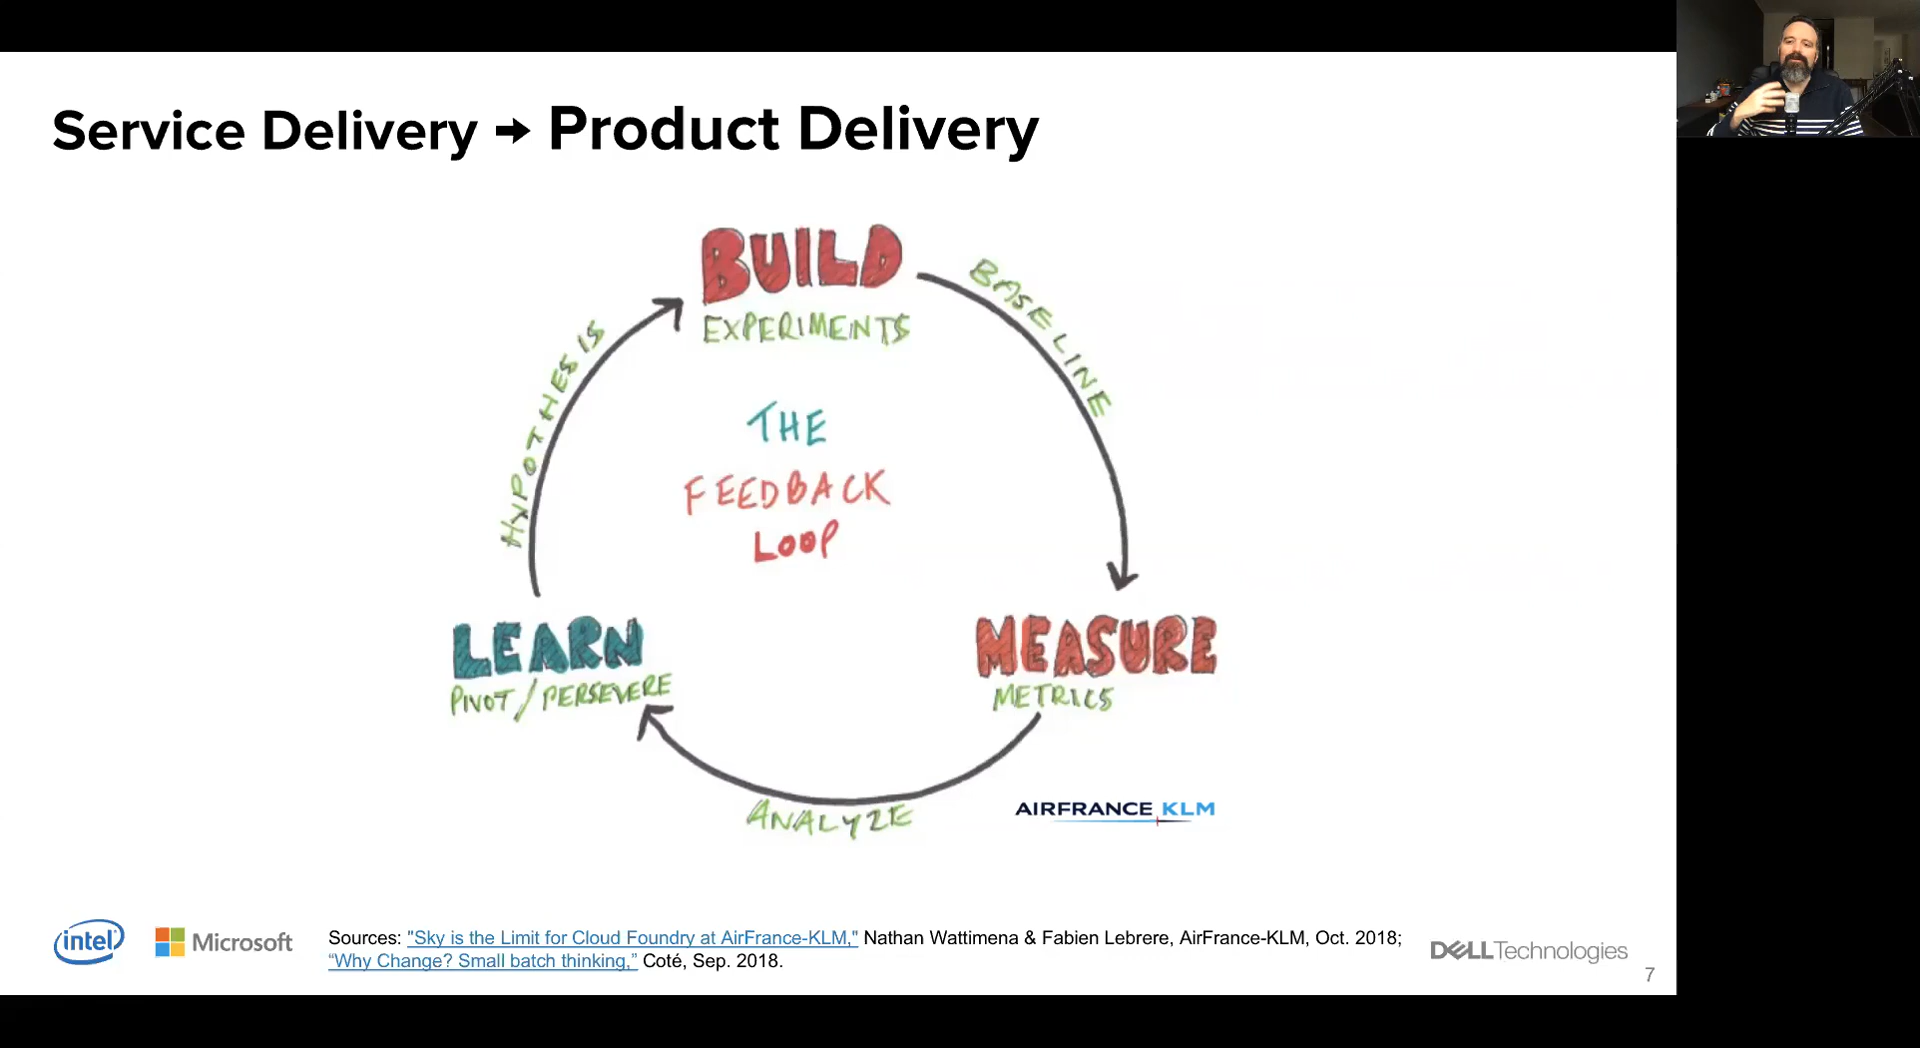 Service Delivery → Product Delivery
BUILD
EXPERIMENTS
BASELINE
HYPOTHESIS
THE
FEEDBACK
LOOP
LEARN
PIVOT/PERSEVERE
MEASURE
METRICS
ANALYZE
AIRFRANCE KLM
intel
Microsoft
Sources: "Sky is the Limit for Cloud Foundry at AirFrance-KLM," Nathan Wattimena & Fabien Lebrere, AirFrance-KLM, Oct. 2018;
“Why Change? Small batch thinking,” Coté, Sep. 2018.
DELL Technologies
7